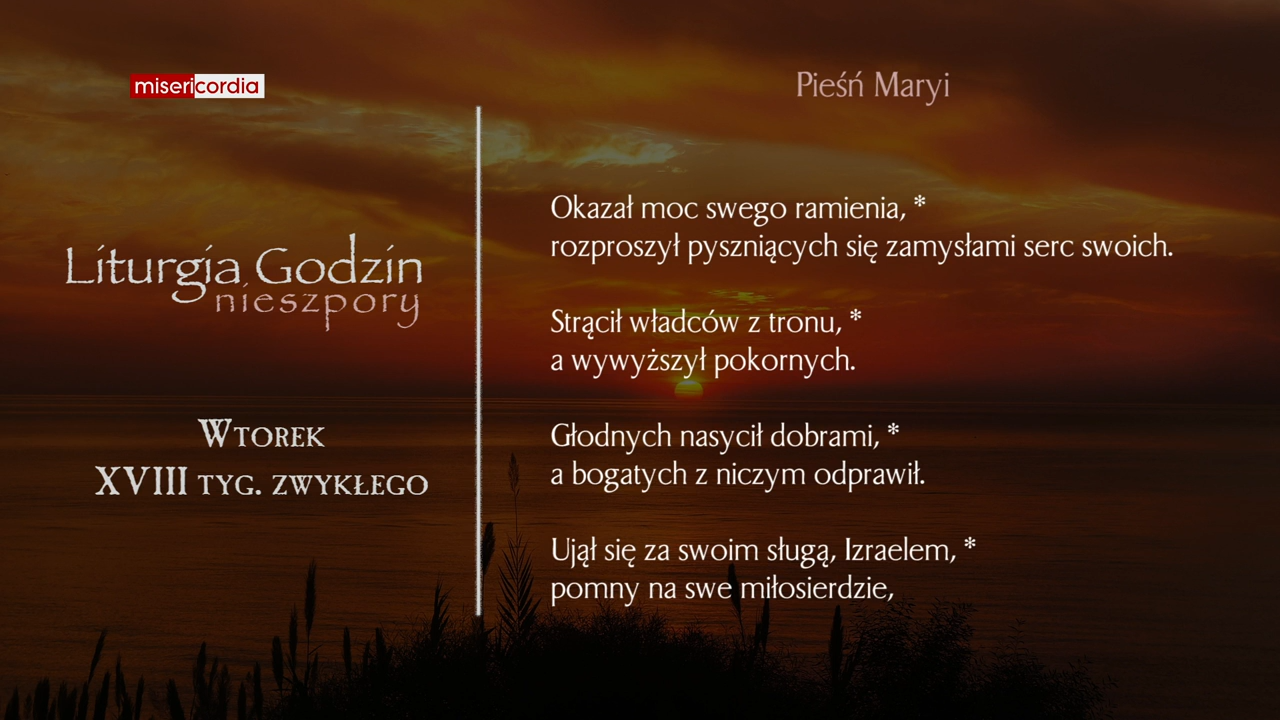 misericordia
Liturgia Godzin
nieszpory
Wtorek
XVIII tyg. zwykłego
Pieśń Maryi
Okazał moc swego ramienia, *
rozproszył pyszniących się zamysłami serc swoich.
Strącił władców z tronu, *
a wywyższył pokornych.
Głodnych nasycił dobrami, *
a bogatych z niczym odprawił.
Ujął się za swoim sługą, Izraelem, *
pomny na swe miłosierdzie,